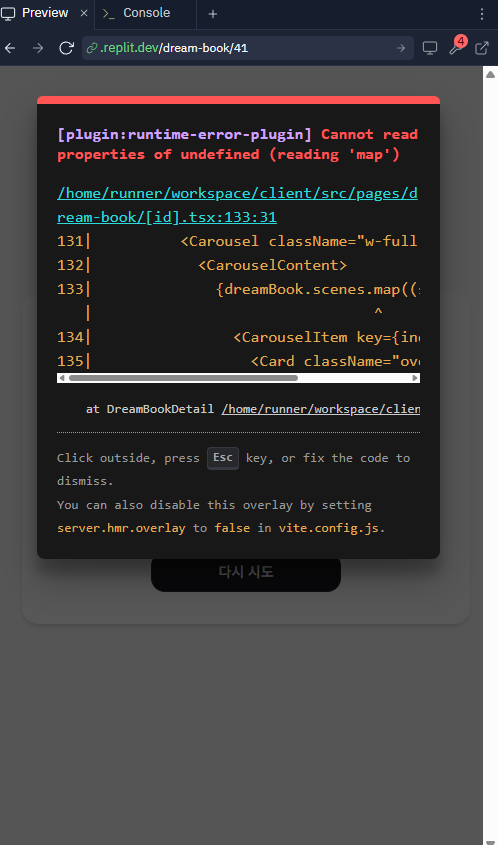 Preview
Console
.replit.dev/dream-book/41
4
[plugin:runtime-error-plugin] Cannot read
properties of undefined (reading 'map')
/home/runner/workspace/client/src/pages/d
ream-book/[id].tsx:133:31
131|          <Carousel className="w-full
132|            <CarouselContent>
133|              {dreamBook.scenes.map((
   |                                ^
134|                <CarouselItem key={in
135|                  <Card className="ov
at DreamBookDetail /home/runner/workspace/clien
Click outside, press Esc key, or fix the code to
dismiss.
You can also disable this overlay by setting
server.hmr.overlay to false in vite.config.js.
다시 시도